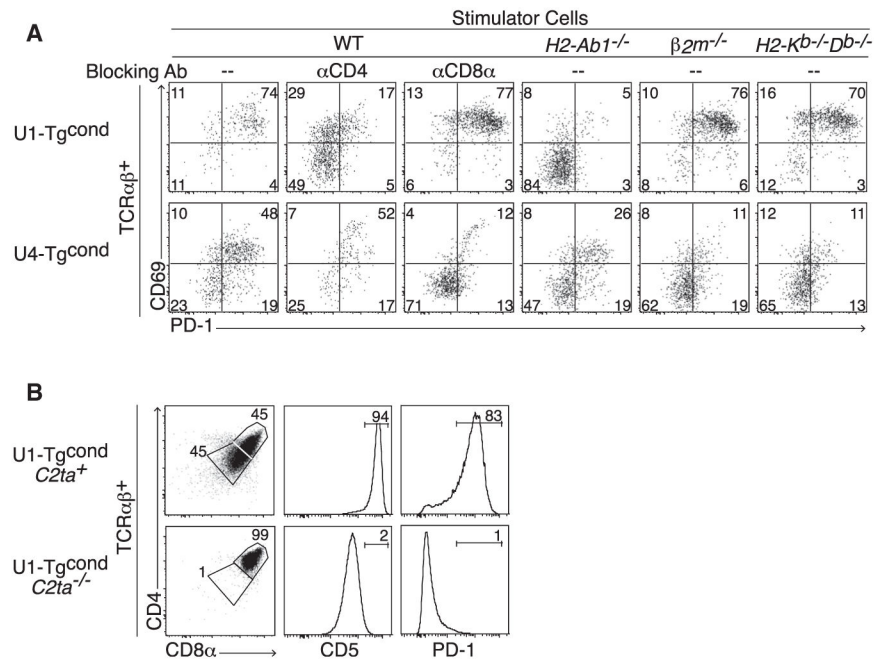 A
Stimulator Cells
WT
H2-Ab1-/-
β2m-/-
H2-Kb-/-Db-/-
Blocking Ab -- αCD4 αCD8α -- -- --
U1-Tgcond
11 74 29 17 13 77 8 5 10 76 16 70
11 4 49 5 6 3 84 3 8 6 12 3
TCRαβ+
U4-Tgcond
10 48 7 52 4 12 8 26 8 11 12 11
23 19 25 17 71 13 47 19 62 19 65 13
CD69
PD-1
B
U1-Tgcond
C2ta+
45 45 94 83
TCRαβ+
U1-Tgcond
C2ta-/-
99 1 2 1
CD4
CD8α CD5 PD-1